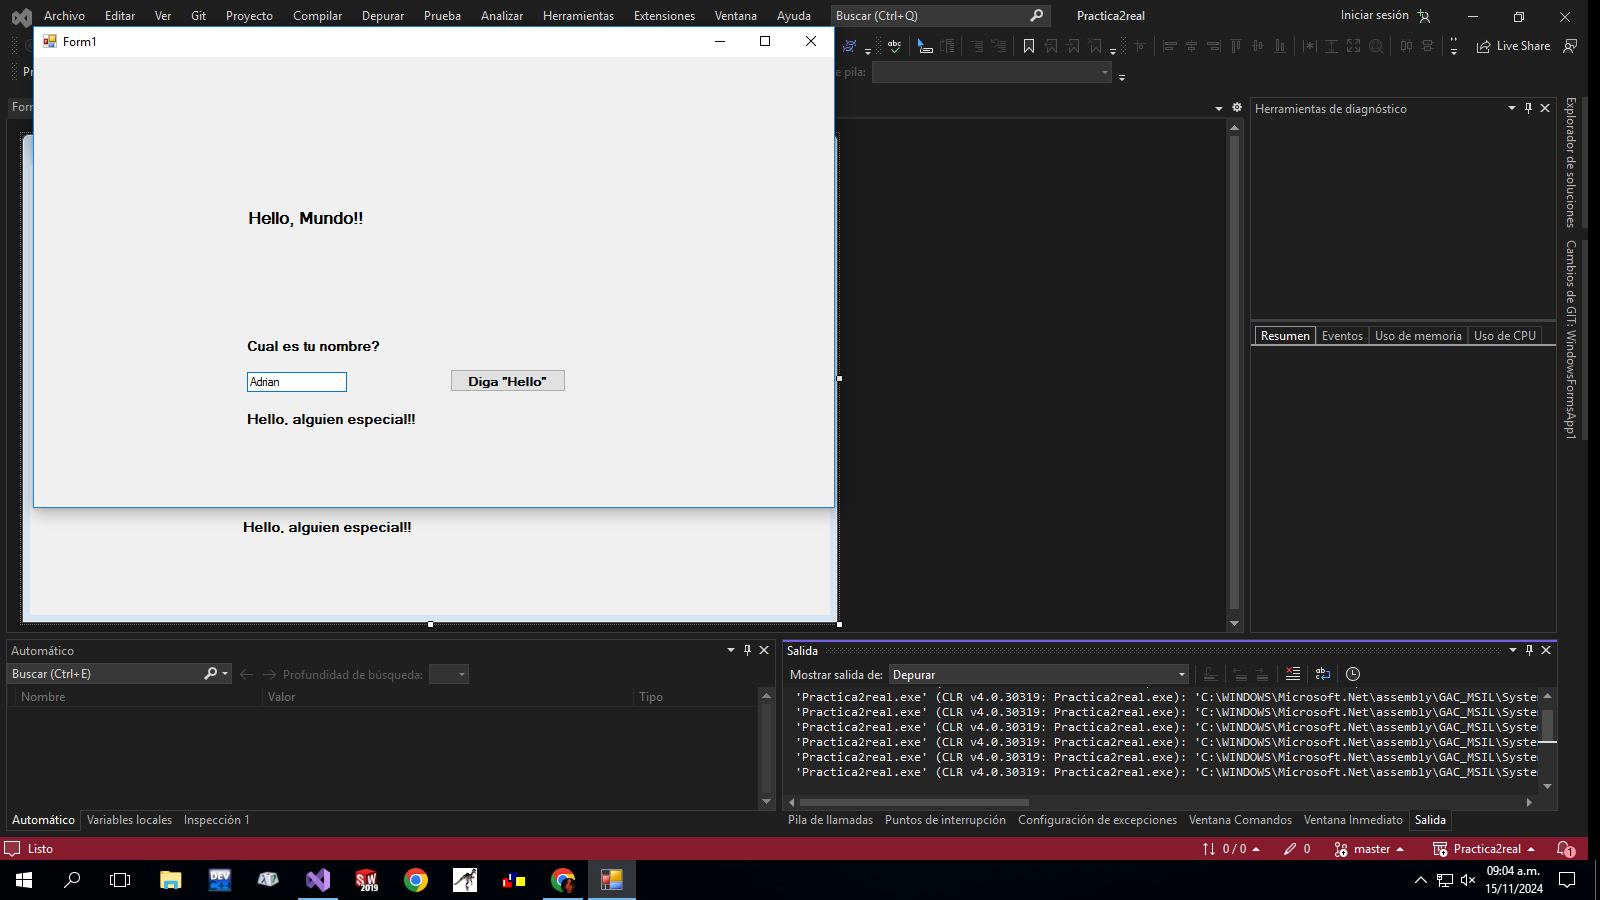 Archivo Editar Ver Git Proyecto Compilar Depurar Prueba Analizar Herramientas Extensiones Ventana Ayuda Buscar (Ctrl+Q) Practica2real Iniciar sesión
Form1
Live Share
pila:
Herramientas de diagnóstico
Explorador de soluciones
Cambios de GIT: WindowsFormsApp1
Hello, Mundo!!
Cual es tu nombre?
Adrian
Diga "Hello"
Hello, alguien especial!!
Resumen Eventos Uso de memoria Uso de CPU
Hello, alguien especial!!
Automático
Buscar (Ctrl+E) Profundidad de búsqueda:
Nombre Valor Tipo
Automático Variables locales Inspección 1
Salida
Mostrar salida de: Depurar
'Practica2real.exe' (CLR v4.0.30319: Practica2real.exe): 'C:\WINDOWS\Microsoft.Net\assembly\GAC_MSIL\Syste
'Practica2real.exe' (CLR v4.0.30319: Practica2real.exe): 'C:\WINDOWS\Microsoft.Net\assembly\GAC_MSIL\Syste
'Practica2real.exe' (CLR v4.0.30319: Practica2real.exe): 'C:\WINDOWS\Microsoft.Net\assembly\GAC_MSIL\Syste
'Practica2real.exe' (CLR v4.0.30319: Practica2real.exe): 'C:\WINDOWS\Microsoft.Net\assembly\GAC_MSIL\Syste
'Practica2real.exe' (CLR v4.0.30319: Practica2real.exe): 'C:\WINDOWS\Microsoft.Net\assembly\GAC_MSIL\Syste
'Practica2real.exe' (CLR v4.0.30319: Practica2real.exe): 'C:\WINDOWS\Microsoft.Net\assembly\GAC_MSIL\Syste
Pila de llamadas Puntos de interrupción Configuración de excepciones Ventana Comandos Ventana Inmediato Salida
Listo 0 / 0 0 master Practica2real 1
DEV SW 2019
09:04 a.m.
15/11/2024